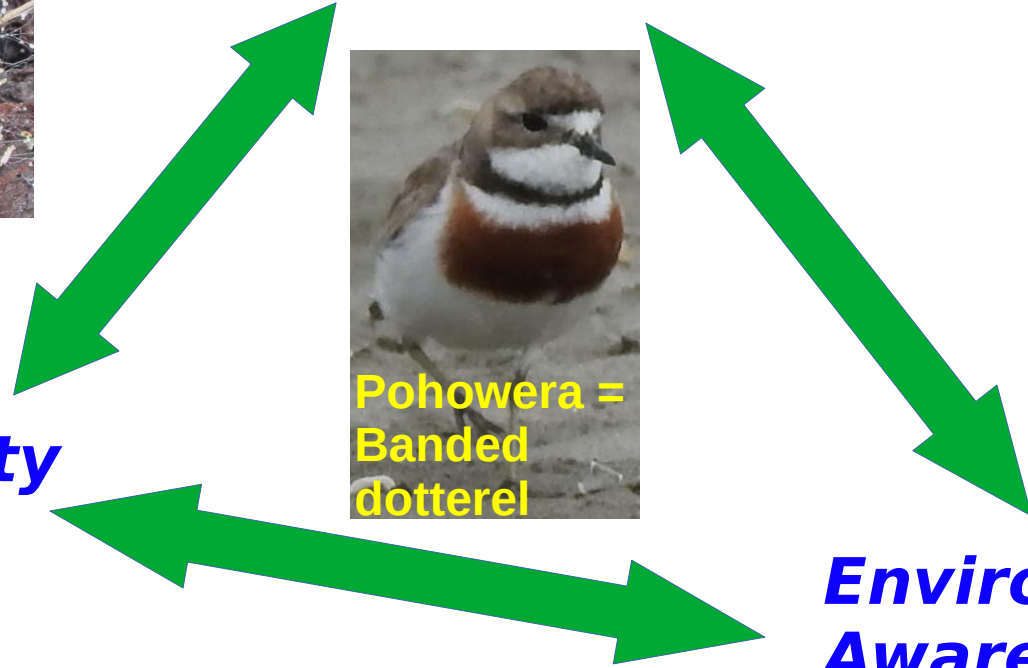 Pohowera =
Banded
dotterel
ty
Enviro
Aware